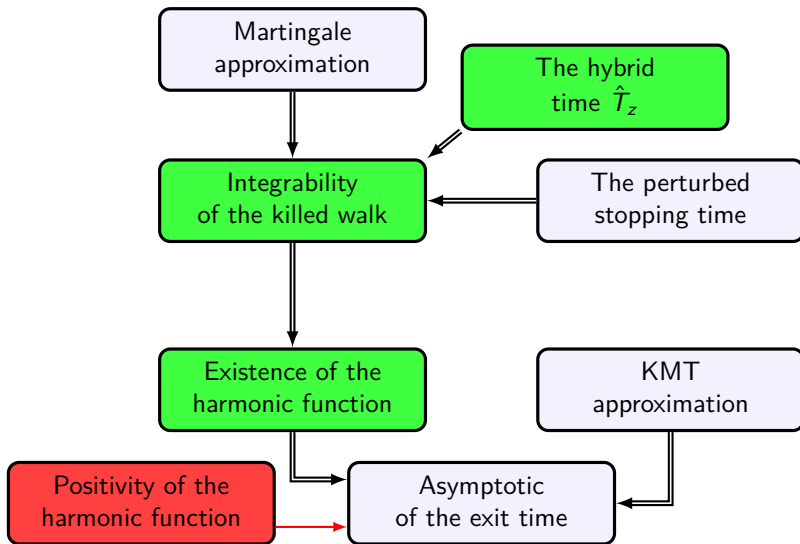 Martingale
approximation
The hybrid
time T̂_z
Integrability
of the killed walk
The perturbed
stopping time
Existence of the
harmonic function
KMT
approximation
Positivity of the
harmonic function
Asymptotic
of the exit time